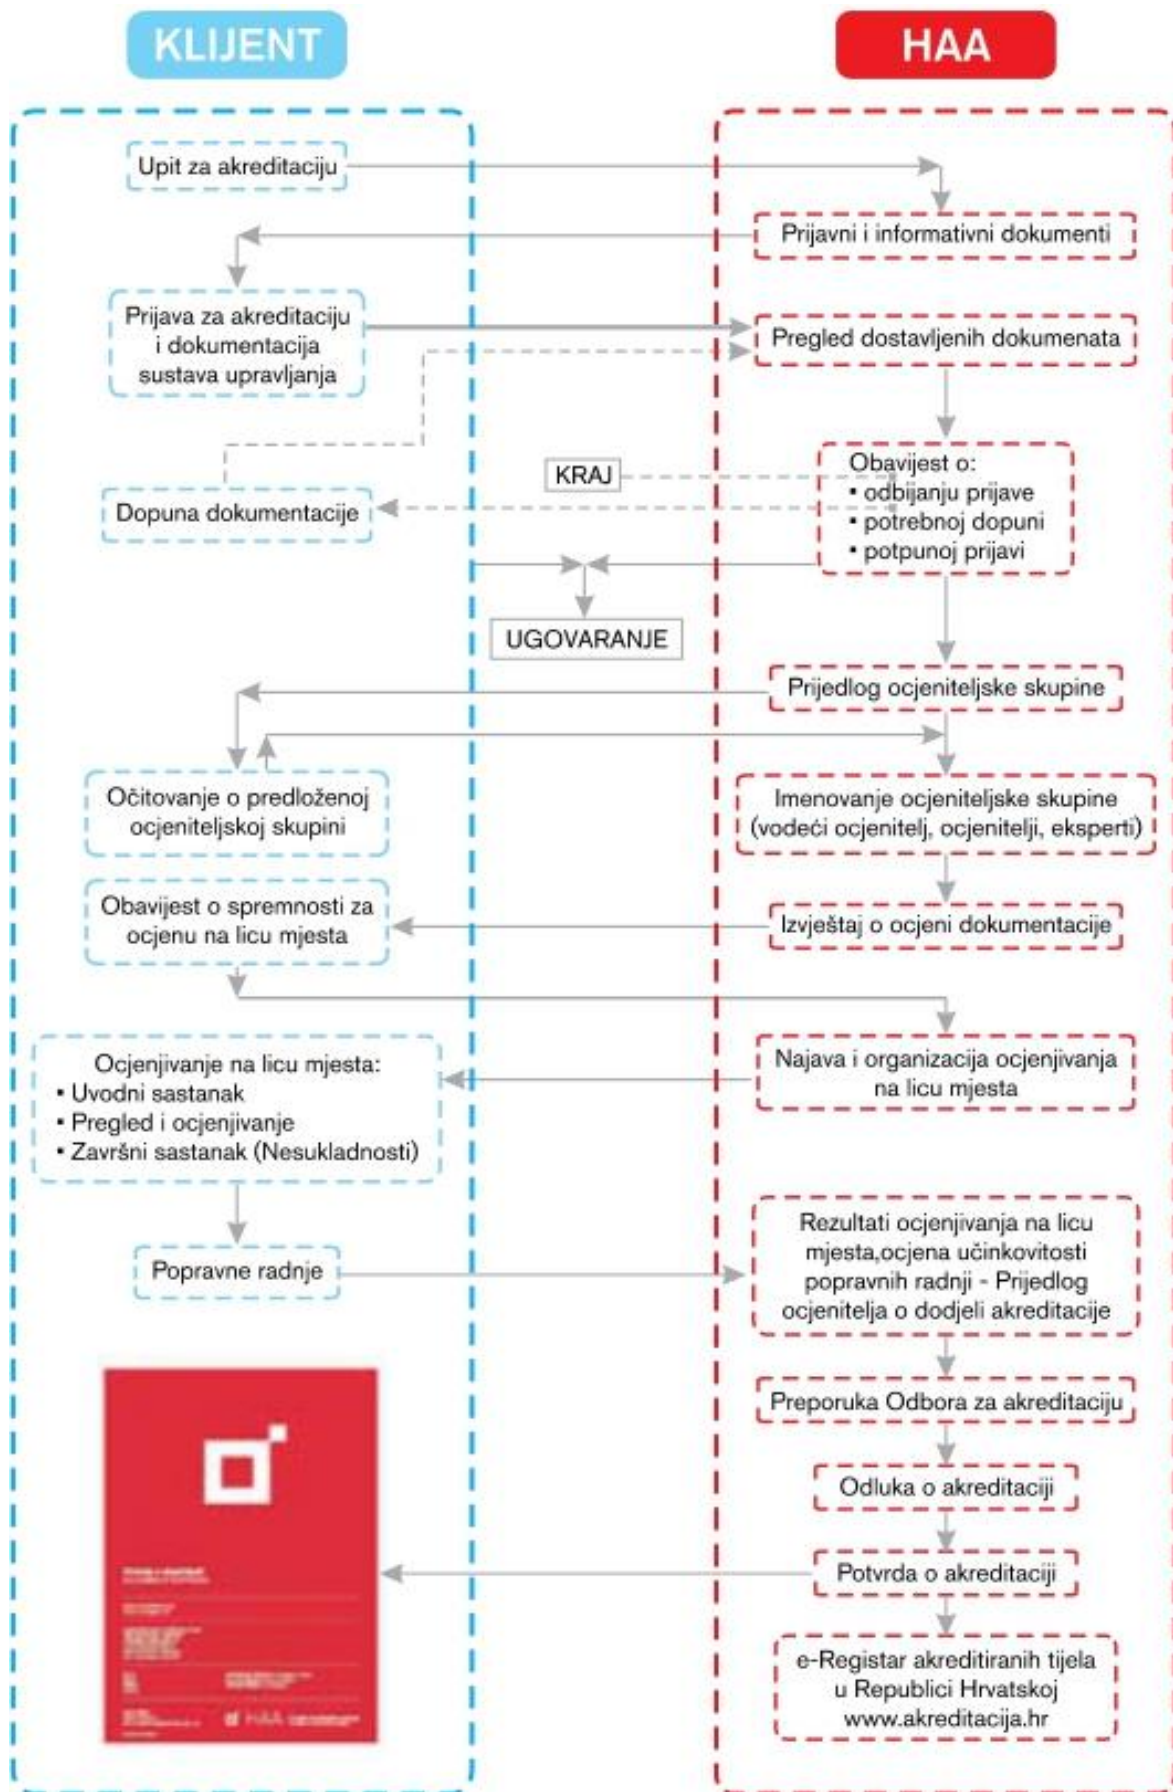 KLIJENT
HAA
Upit za akreditaciju
Prijavni i informativni dokumenti
Prijava za akreditaciju
i dokumentacija
sustava upravljanja
Pregled dostavljenih dokumenata
Obavijest o:
▪ odbijanju prijave
▪ potrebnoj dopuni
▪ potpunoj prijavi
KRAJ
Dopuna dokumentacije
UGOVARANJE
Prijedlog ocjeniteljske skupine
Očitovanje o predloženoj
ocjeniteljskoj skupini
Imenovanje ocjeniteljske skupine
(vodeći ocjenitelj, ocjenitelji, eksperti)
Obavijest o spremnosti za
ocjenu na licu mjesta
Izvještaj o ocjeni dokumentacije
Najava i organizacija ocjenjivanja
na licu mjesta
Ocjenjivanje na licu mjesta:
▪ Uvodni sastanak
▪ Pregled i ocjenjivanje
▪ Završni sastanak (Nesukladnosti)
Popravne radnje
Rezultati ocjenjivanja na licu
mjesta,ocjena učinkovitosti
popravnih radnji - Prijedlog
ocjenitelja o dodjeli akreditacije
Preporuka Odbora za akreditaciju
Odluka o akreditaciji
Potvrda o akreditaciji
e-Registar akreditiranih tijela
u Republici Hrvatskoj
www.akreditacija.hr
HAA